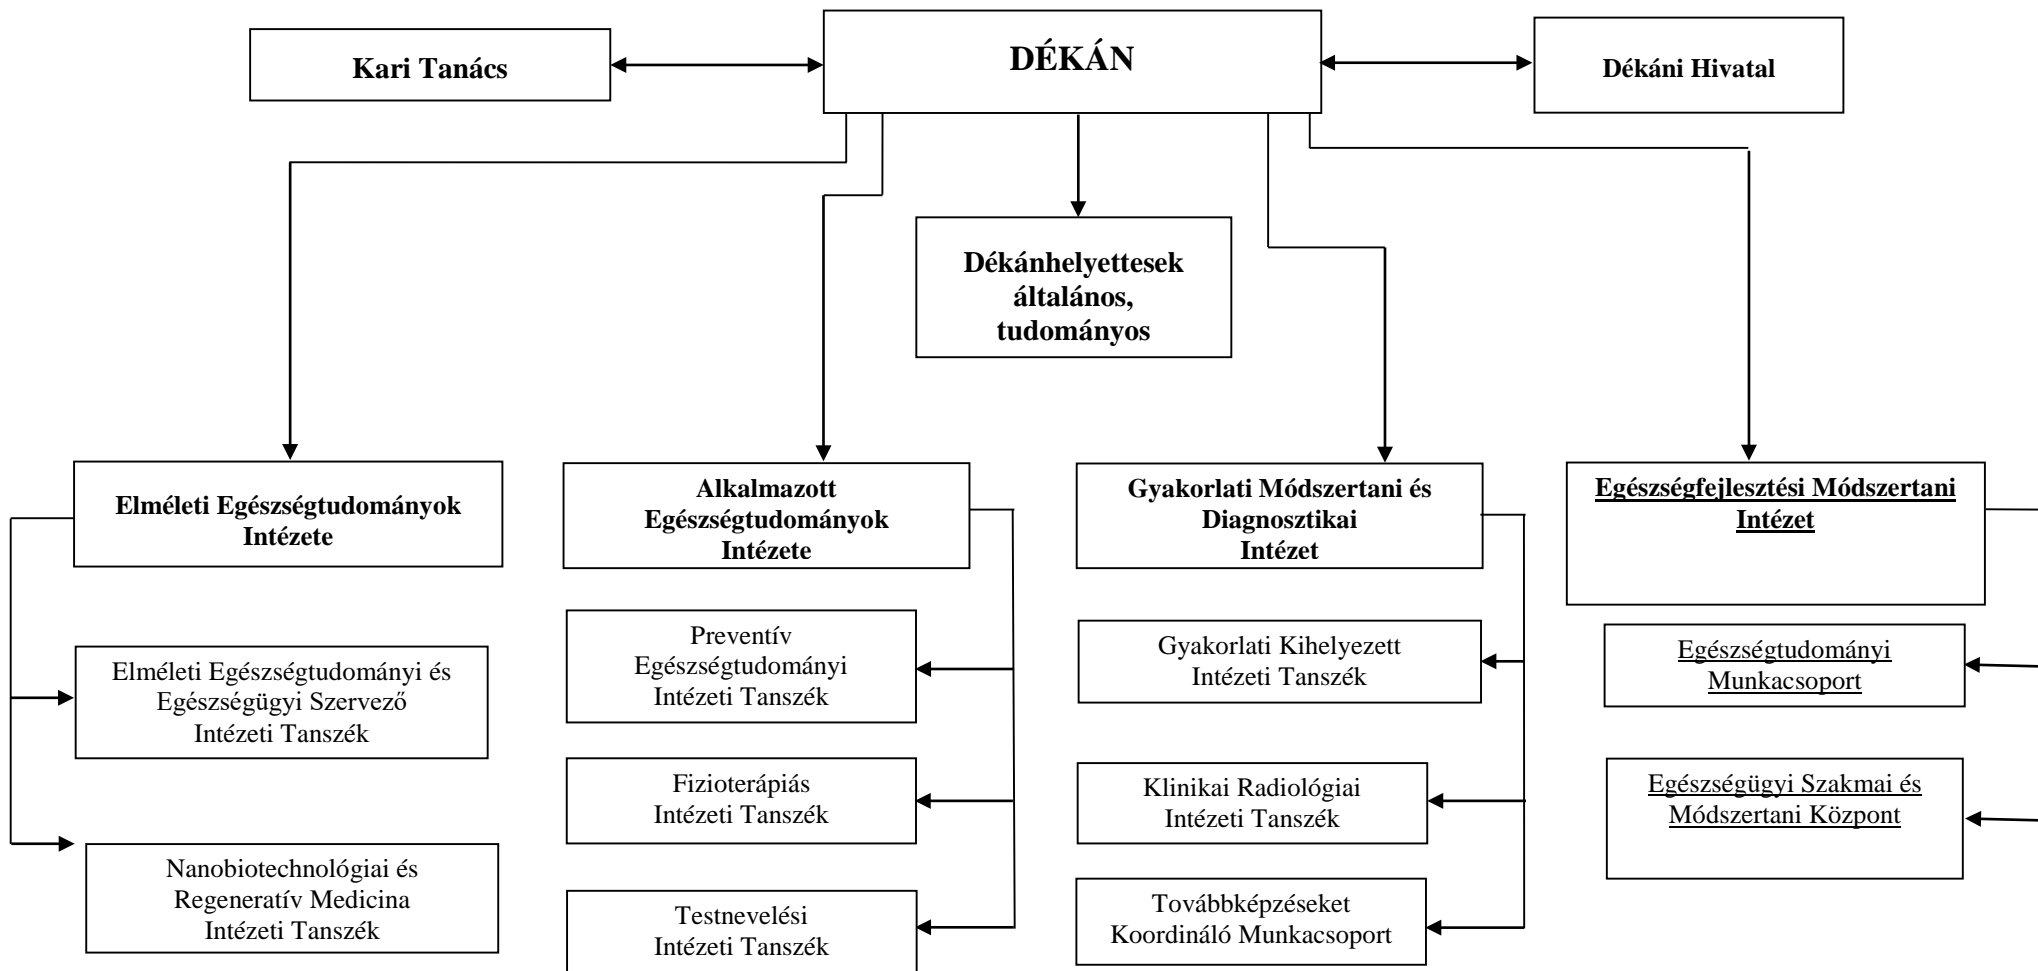 Kari Tanács
DÉKÁN
Dékáni Hivatal
Dékánhelyettesek
általános,
tudományos
Elméleti Egészségtudományok
Intézete
Elméleti Egészségtudományi és
Egészségügyi Szervező
Intézeti Tanszék
Nanobiotechnológiai és
Regeneratív Medicina
Intézeti Tanszék
Alkalmazott
Egészségtudományok
Intézete
Preventív
Egészségtudományi
Intézeti Tanszék
Fizioterápiás
Intézeti Tanszék
Testnevelési
Intézeti Tanszék
Gyakorlati Módszertani és
Diagnosztikai
Intézet
Gyakorlati Kihelyezett
Intézeti Tanszék
Klinikai Radiológiai
Intézeti Tanszék
Továbbképzéseket
Koordináló Munkacsoport
Egészségfejlesztési Módszertani
Intézet
Egészségtudományi
Munkacsoport
Egészségügyi Szakmai és
Módszertani Központ